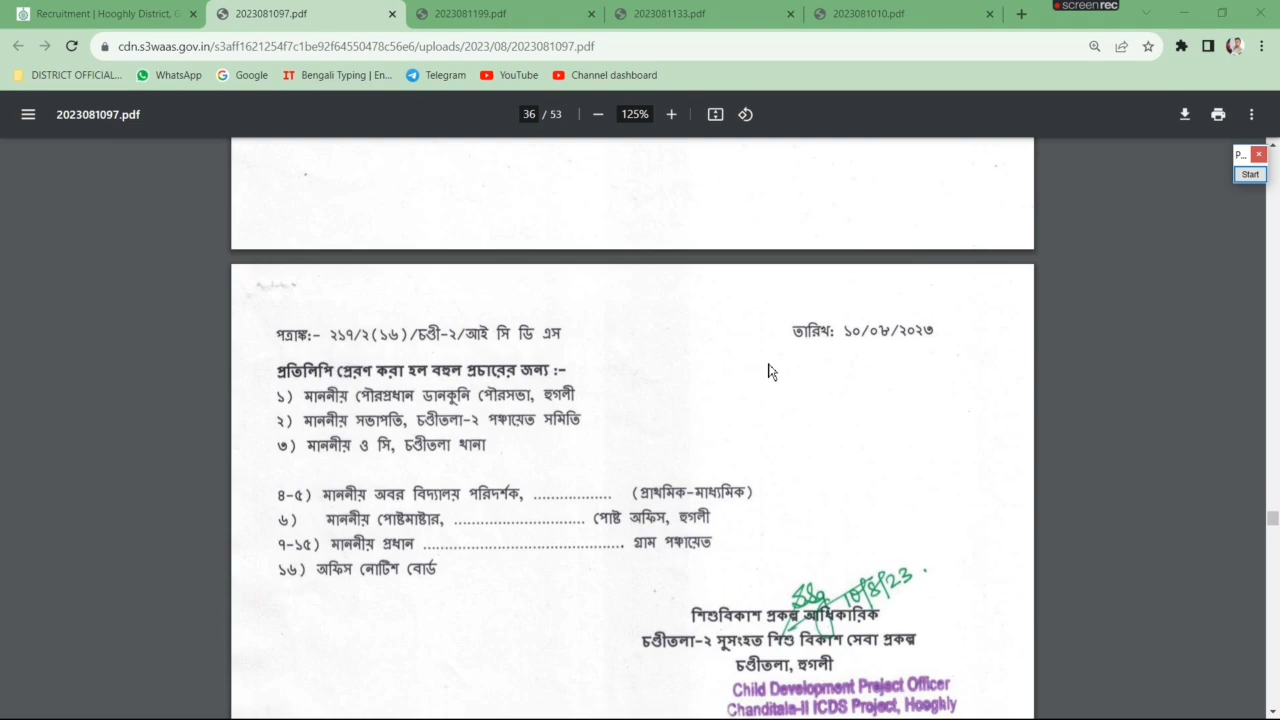 Recruitment | Hooghly District, G
2023081097.pdf
2023081199.pdf
2023081133.pdf
2023081010.pdf
screenrec
cdn.s3waas.gov.in/s3aff1621254f7c1be92f64550478c56e6/uploads/2023/08/2023081097.pdf
DISTRICT OFFICIAL...
WhatsApp
Google
IT Bengali Typing | En...
Telegram
YouTube
Channel dashboard
2023081097.pdf
36 / 53
125%
P...
Start
পত্রাঙ্ক:- ২১৭/২(১৬)/চণ্ডী-২/আই সি ডি এস
তারিখ: ১০/০৮/২০২৩
প্রতিলিপি প্রেরণ করা হল বহুল প্রচারের জন্য :-
১) মাননীয় পৌরপ্রধান ডানকুনি পৌরসভা, হুগলী
২) মাননীয় সভাপতি, চণ্ডীতলা-২ পঞ্চায়েত সমিতি
৩) মাননীয় ও সি, চণ্ডীতলা থানা
৪-৫) মাননীয় অবর বিদ্যালয় পরিদর্শক, ................. (প্রাথমিক-মাধ্যমিক)
৬) মাননীয় পোষ্টমাষ্টার, ............................. পোষ্ট অফিস, হুগলী
৭-১৫) মাননীয় প্রধান ............................................. গ্রাম পঞ্চায়েত
১৬) অফিস নোটিশ বোর্ড
10/8/23
শিশুবিকাশ প্রকল্প আধিকারিক
চণ্ডীতলা-২ সুসংহত শিশু বিকাশ সেবা প্রকল্প
চণ্ডীতলা, হুগলী
Child Development Project Officer
Chanditala-II ICDS Project, Hooghly